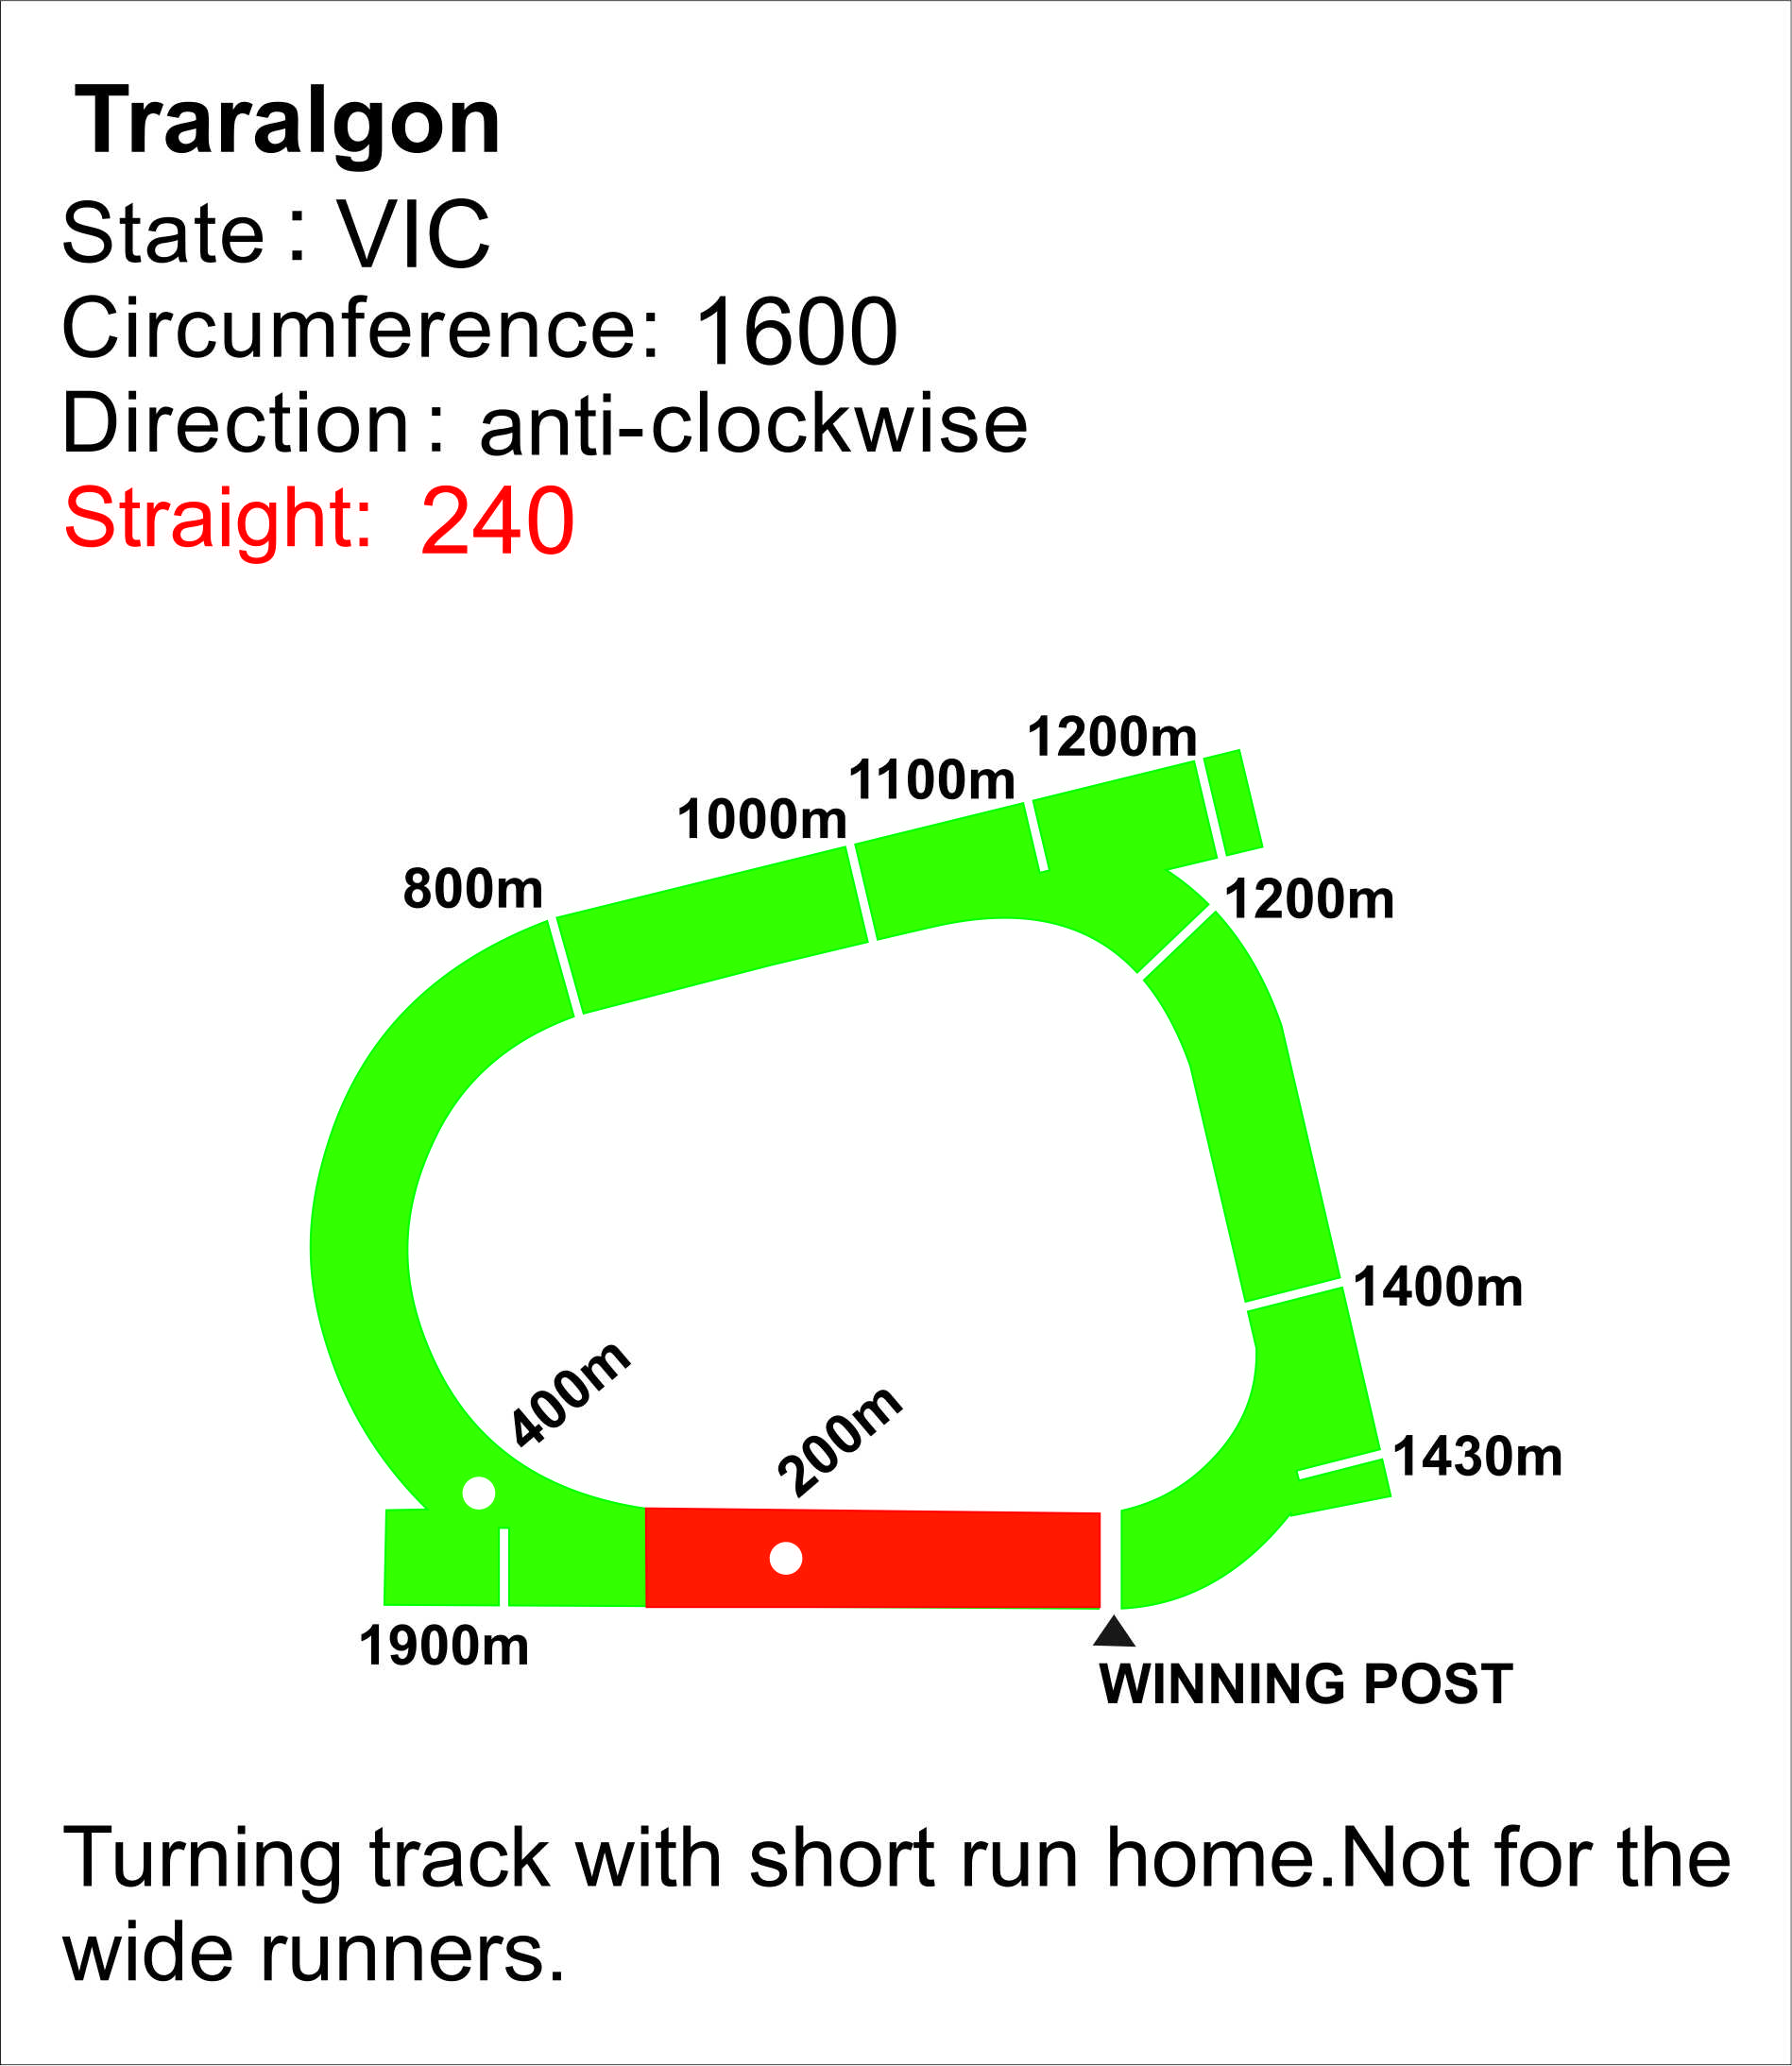 Traralgon
State : VIC
Circumference: 1600
Direction : anti-clockwise
Straight: 240
1200m
1100m
1000m
800m
1200m
1400m
400m
200m
1430m
1900m
WINNING POST
Turning track with short run home.Not for the
wide runners.